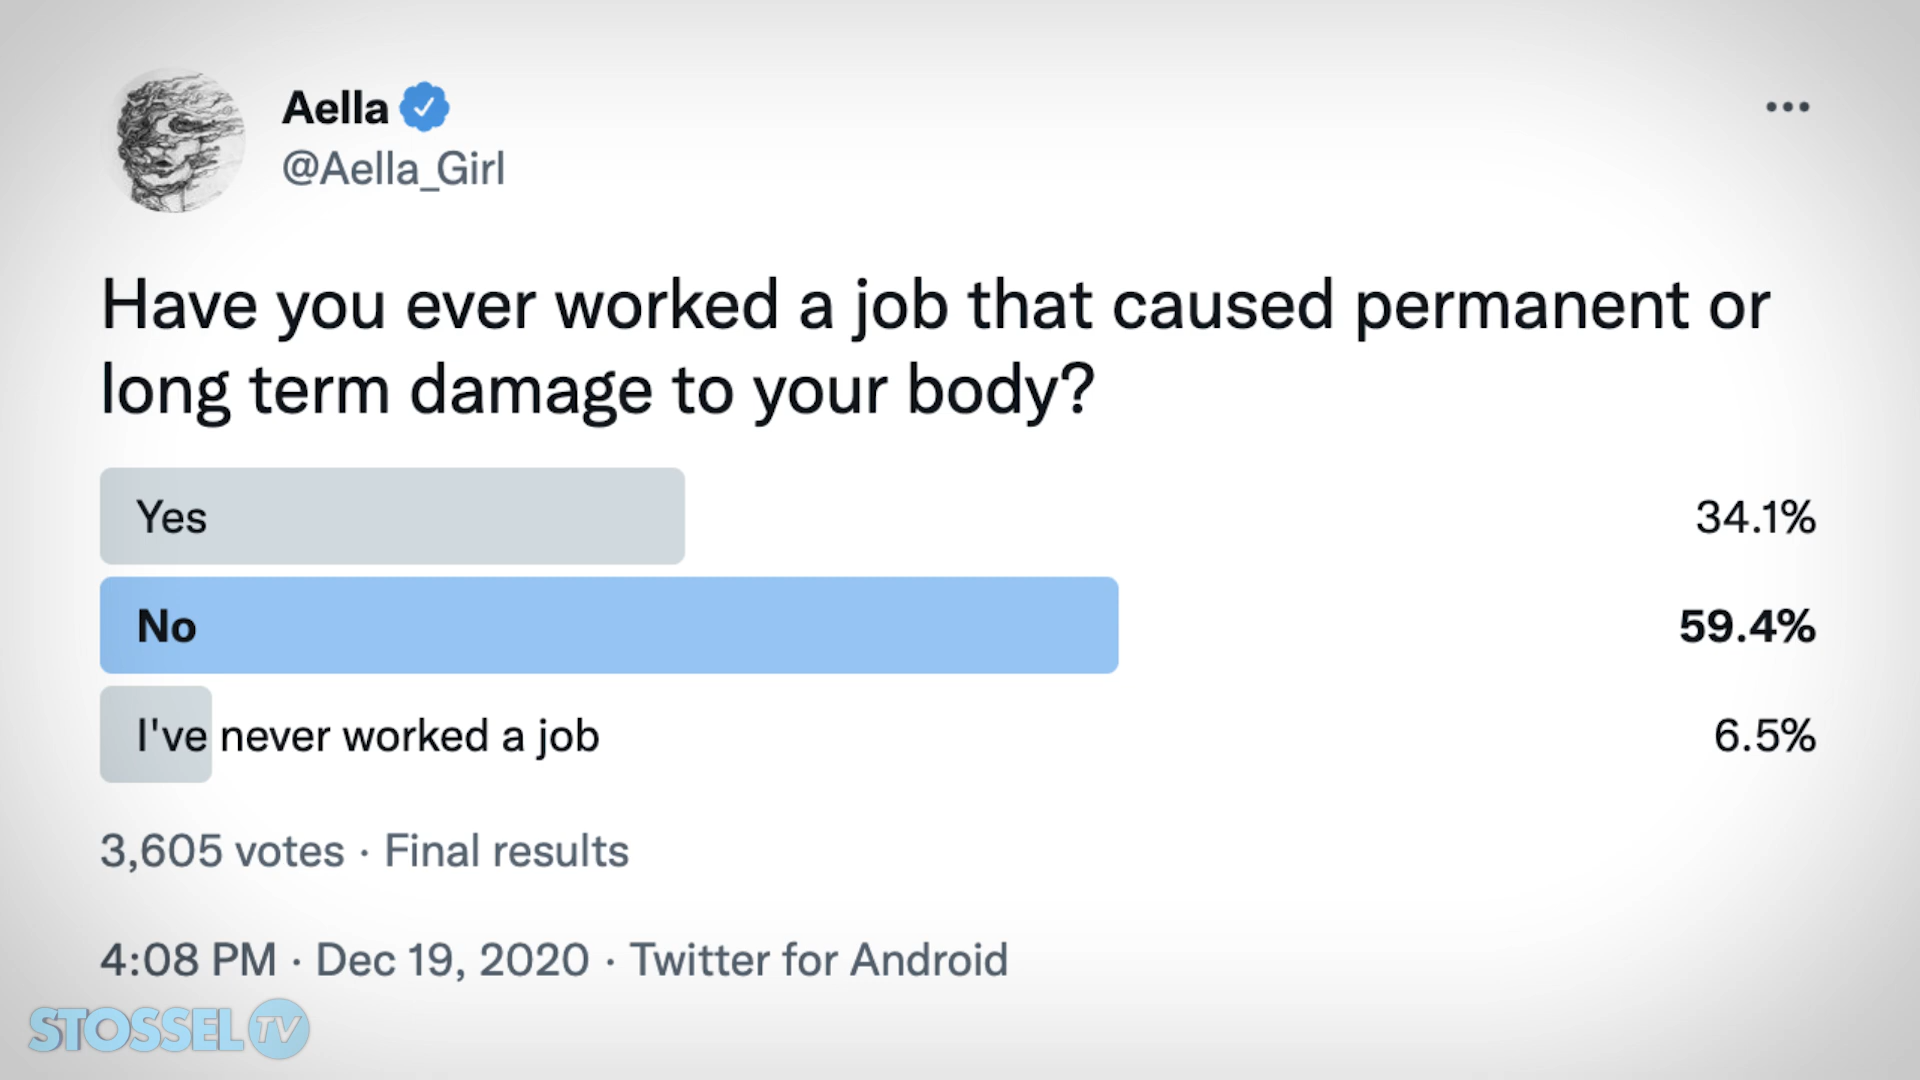 Aella
@Aella_Girl
Have you ever worked a job that caused permanent or
long term damage to your body?
Yes 34.1%
No 59.4%
I've never worked a job 6.5%
3,605 votes · Final results
4:08 PM · Dec 19, 2020 · Twitter for Android
STOSSEL TV